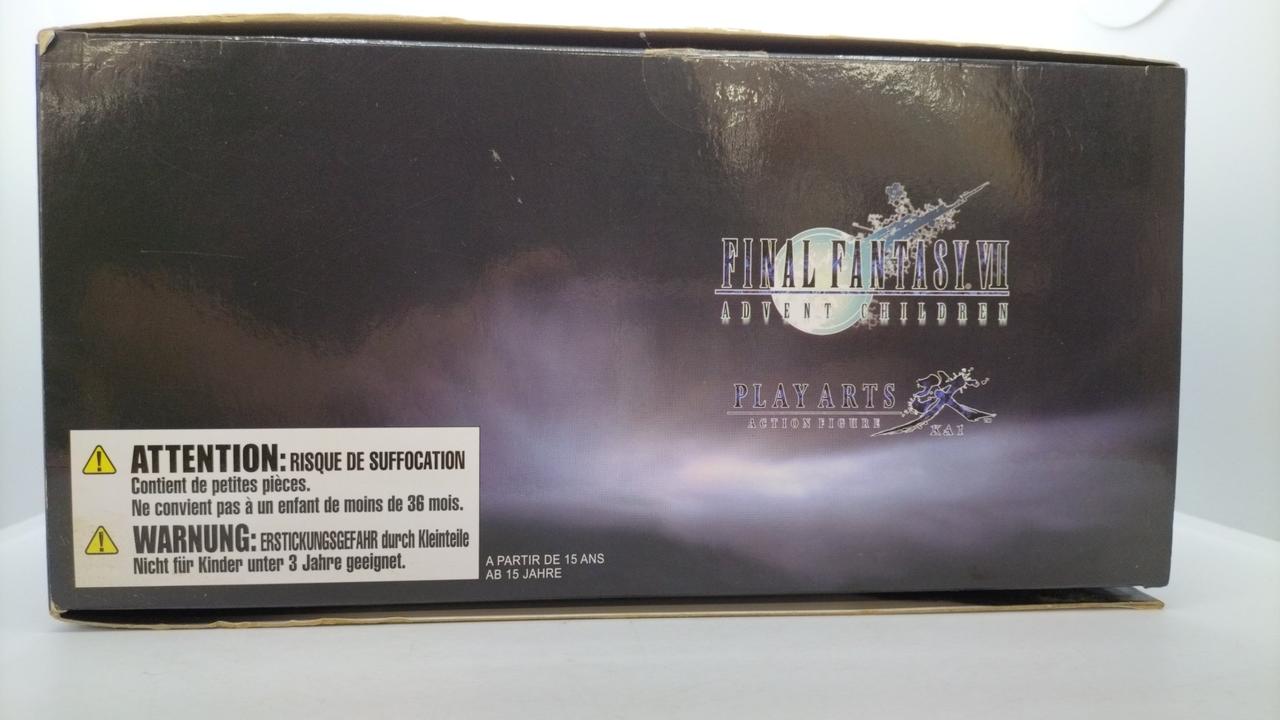 FINAL FANTASY VII
ADVENT CHILDREN
PLAY ARTS 改
ACTION FIGURE KAI
ATTENTION: RISQUE DE SUFFOCATION
Contient de petites pièces.
Ne convient pas à un enfant de moins de 36 mois.
WARNUNG: ERSTICKUNGSGEFAHR durch Kleinteile
Nicht für Kinder unter 3 Jahre geeignet.
A PARTIR DE 15 ANS
AB 15 JAHRE